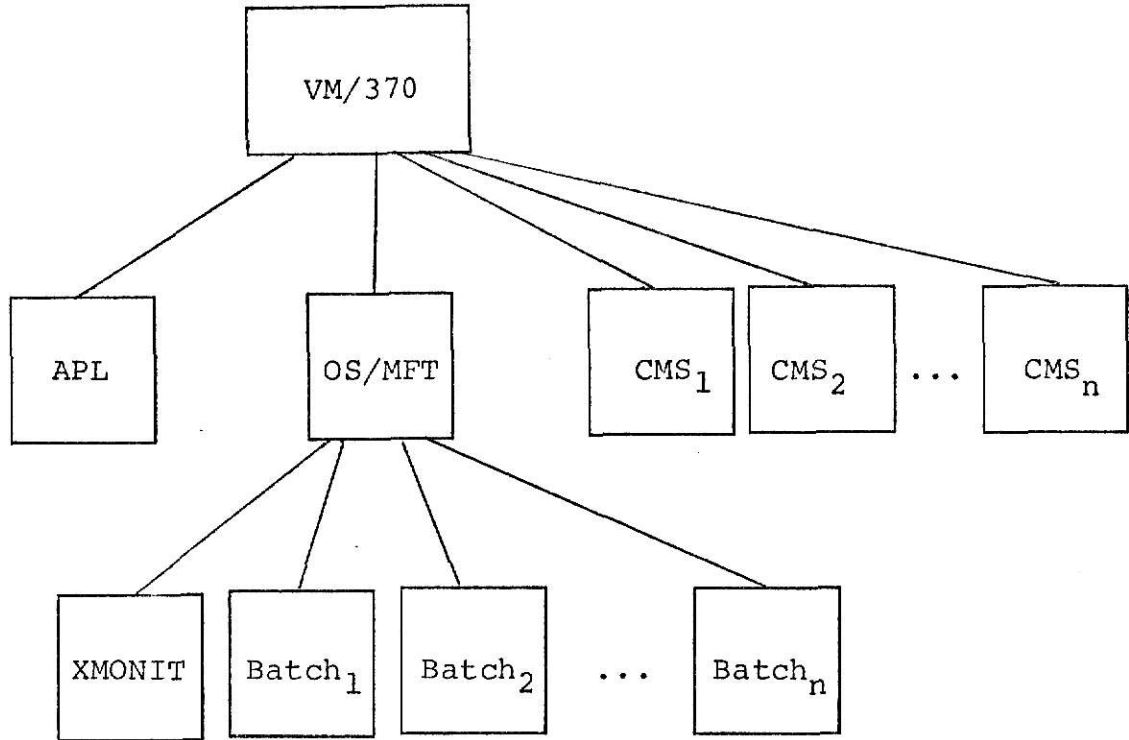 VM/370
APL OS/MFT CMS₁ CMS₂ ... CMSₙ
XMONIT Batch₁ Batch₂ ... Batchₙ